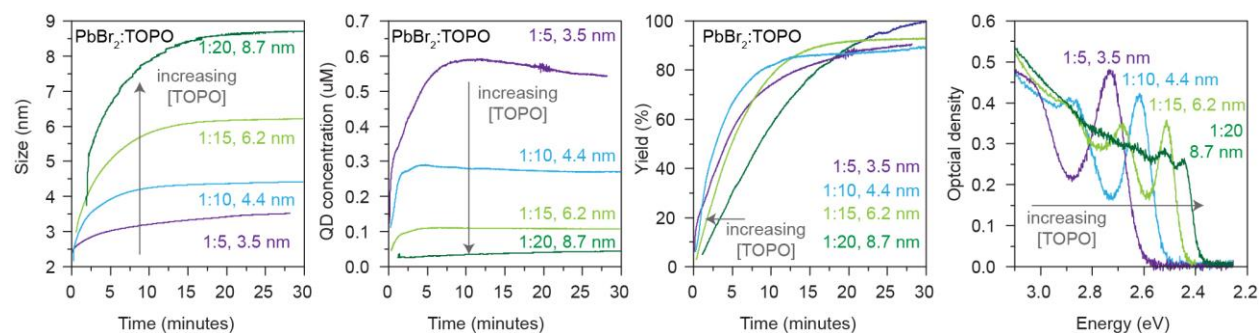 9
8
7
6
5
4
3
2
Size (nm)
0 5 10 15 20 25 30
Time (minutes)
PbBr2:TOPO
1:20, 8.7 nm
increasing
[TOPO]
1:15, 6.2 nm
1:10, 4.4 nm
1:5, 3.5 nm
0.7
0.6
0.5
0.4
0.3
0.2
0.1
0.0
QD concentration (uM)
0 5 10 15 20 25 30
Time (minutes)
PbBr2:TOPO
1:5, 3.5 nm
increasing
[TOPO]
1:10, 4.4 nm
1:15, 6.2 nm
1:20, 8.7 nm
100
80
60
40
20
0
Yield (%)
0 5 10 15 20 25 30
Time (minutes)
PbBr2:TOPO
1:5, 3.5 nm
1:10, 4.4 nm
1:15, 6.2 nm
1:20, 8.7 nm
increasing
[TOPO]
0.6
0.5
0.4
0.3
0.2
0.1
0.0
Optcial density
3.0 2.8 2.6 2.4 2.2
Energy (eV)
1:5, 3.5 nm
1:10, 4.4 nm
1:15, 6.2 nm
1:20
8.7 nm
increasing
[TOPO]